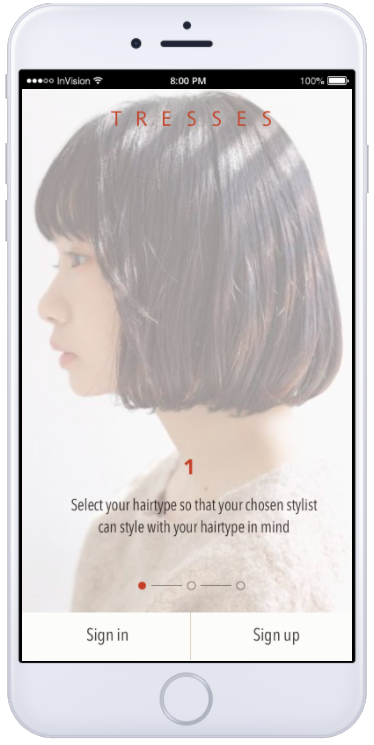 InVision
8:00 PM
100%
TRESSES
1
Select your hairtype so that your chosen stylist
can style with your hairtype in mind
Sign in
Sign up